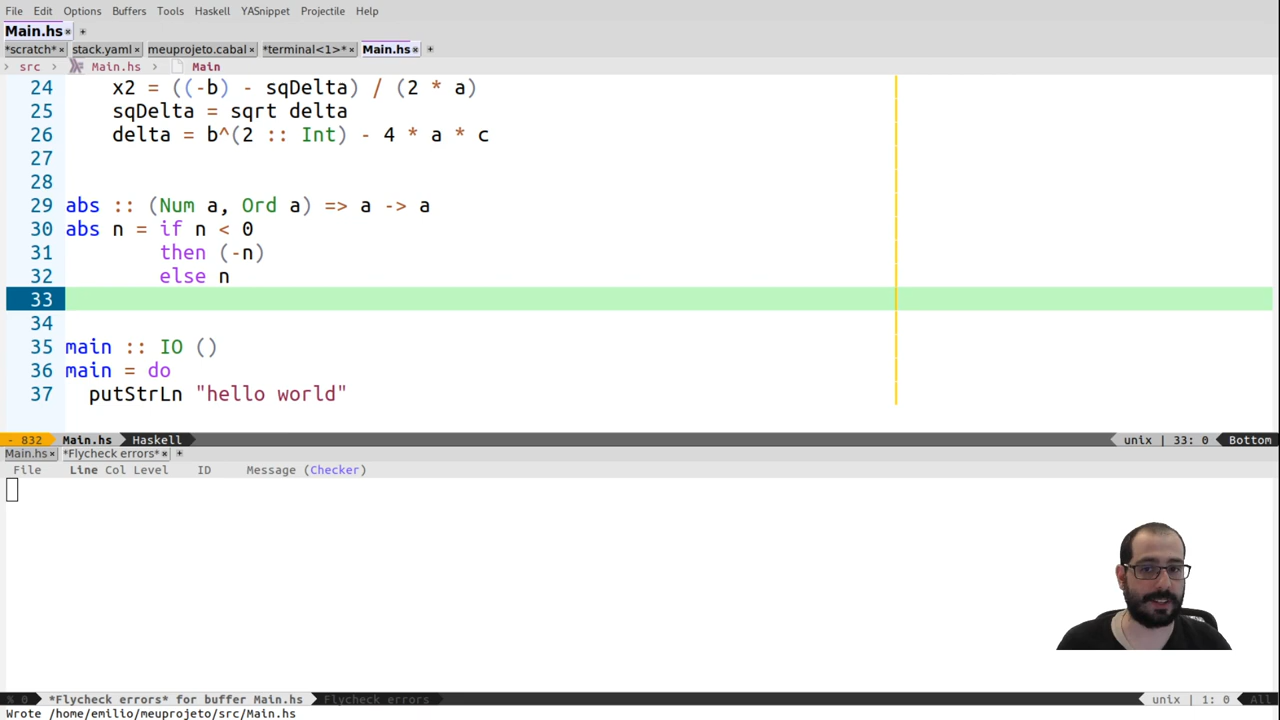 File Edit Options Buffers Tools Haskell YASnippet Projectile Help
Main.hs × +
*scratch* × stack.yaml × meuprojeto.cabal × *terminal<1>* × Main.hs × +
› src › Main.hs › Main
24 x2 = ((-b) - sqDelta) / (2 * a)
25 sqDelta = sqrt delta
26 delta = b^(2 :: Int) - 4 * a * c
27
28
29 abs :: (Num a, Ord a) => a -> a
30 abs n = if n < 0
31 then (-n)
32 else n
33
34
35 main :: IO ()
36 main = do
37 putStrLn "hello world"
- 832 Main.hs Haskell unix | 33: 0 Bottom
Main.hs × *Flycheck errors* × +
File Line Col Level ID Message (Checker)
% 0 *Flycheck errors* for buffer Main.hs Flycheck errors unix | 1: 0 All
Wrote /home/emilio/meuprojeto/src/Main.hs